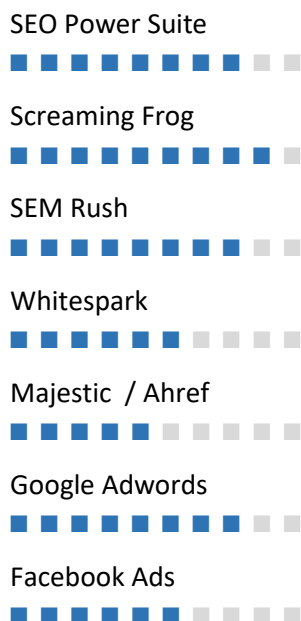 SEO Power Suite
Screaming Frog
SEM Rush
Whitespark
Majestic / Ahref
Google Adwords
Facebook Ads